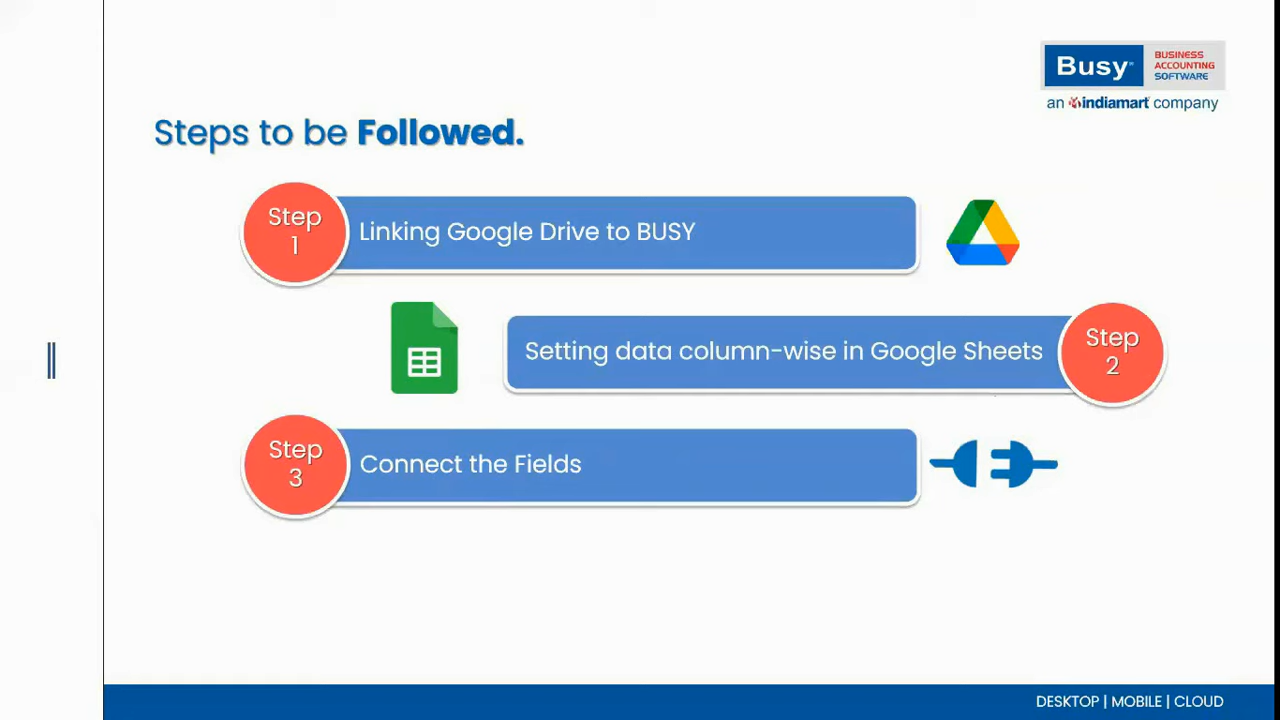 Busy
BUSINESS
ACCOUNTING
SOFTWARE
an indiamart company
Steps to be Followed.
Step
1
Linking Google Drive to BUSY
Setting data column-wise in Google Sheets
Step
2
Step
3
Connect the Fields
DESKTOP | MOBILE | CLOUD